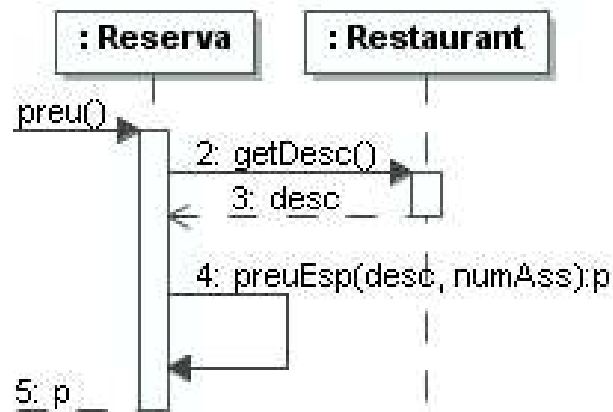 : Reserva
: Restaurant
preu()
2: getDesc()
3: desc
4: preuEsp(desc, numAss):p
5: p